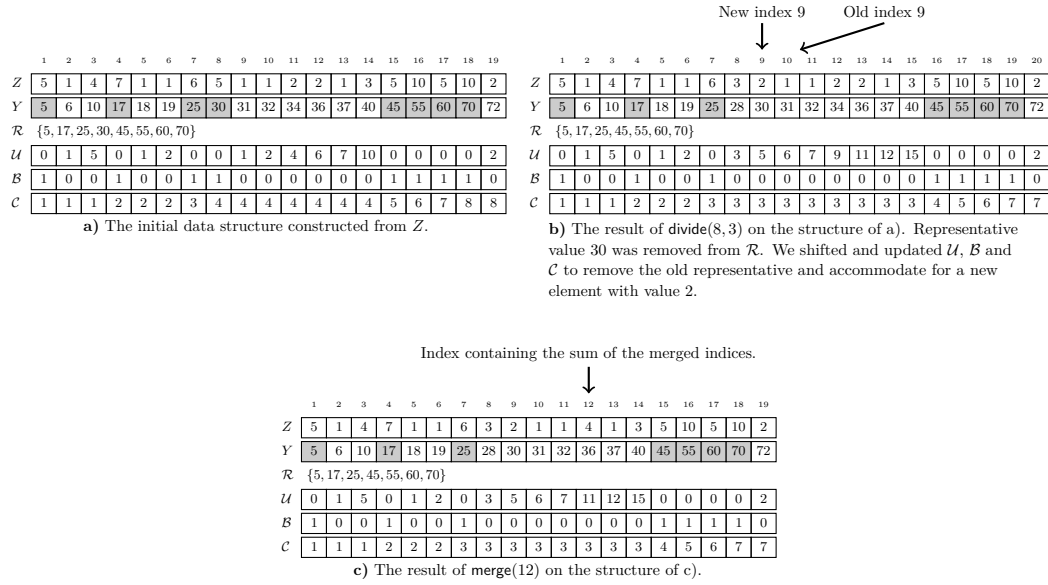 New index 9 Old index 9
1 2 3 4 5 6 7 8 9 10 11 12 13 14 15 16 17 18 19
Z 5 1 4 7 1 1 6 5 1 1 2 2 1 3 5 10 5 10 2
Y 5 6 10 17 18 19 25 30 31 32 34 36 37 40 45 55 60 70 72
R {5, 17, 25, 30, 45, 55, 60, 70}
U 0 1 5 0 1 2 0 0 1 2 4 6 7 10 0 0 0 0 2
B 1 0 0 1 0 0 1 1 0 0 0 0 0 0 1 1 1 1 0
C 1 1 1 2 2 2 3 4 4 4 4 4 4 4 5 6 7 8 8
a) The initial data structure constructed from Z.
1 2 3 4 5 6 7 8 9 10 11 12 13 14 15 16 17 18 19 20
Z 5 1 4 7 1 1 6 3 2 1 1 2 2 1 3 5 10 5 10 2
Y 5 6 10 17 18 19 25 28 30 31 32 34 36 37 40 45 55 60 70 72
R {5, 17, 25, 45, 55, 60, 70}
U 0 1 5 0 1 2 0 3 5 6 7 9 11 12 15 0 0 0 0 2
B 1 0 0 1 0 0 1 0 0 0 0 0 0 0 0 1 1 1 1 0
C 1 1 1 2 2 2 3 3 3 3 3 3 3 3 3 4 5 6 7 7
b) The result of divide(8, 3) on the structure of a). Representative
value 30 was removed from R. We shifted and updated U, B and
C to remove the old representative and accommodate for a new
element with value 2.
Index containing the sum of the merged indices.
1 2 3 4 5 6 7 8 9 10 11 12 13 14 15 16 17 18 19
Z 5 1 4 7 1 1 6 3 2 1 1 4 1 3 5 10 5 10 2
Y 5 6 10 17 18 19 25 28 30 31 32 36 37 40 45 55 60 70 72
R {5, 17, 25, 45, 55, 60, 70}
U 0 1 5 0 1 2 0 3 5 6 7 11 12 15 0 0 0 0 2
B 1 0 0 1 0 0 1 0 0 0 0 0 0 0 1 1 1 1 0
C 1 1 1 2 2 2 3 3 3 3 3 3 3 3 4 5 6 7 7
c) The result of merge(12) on the structure of c).